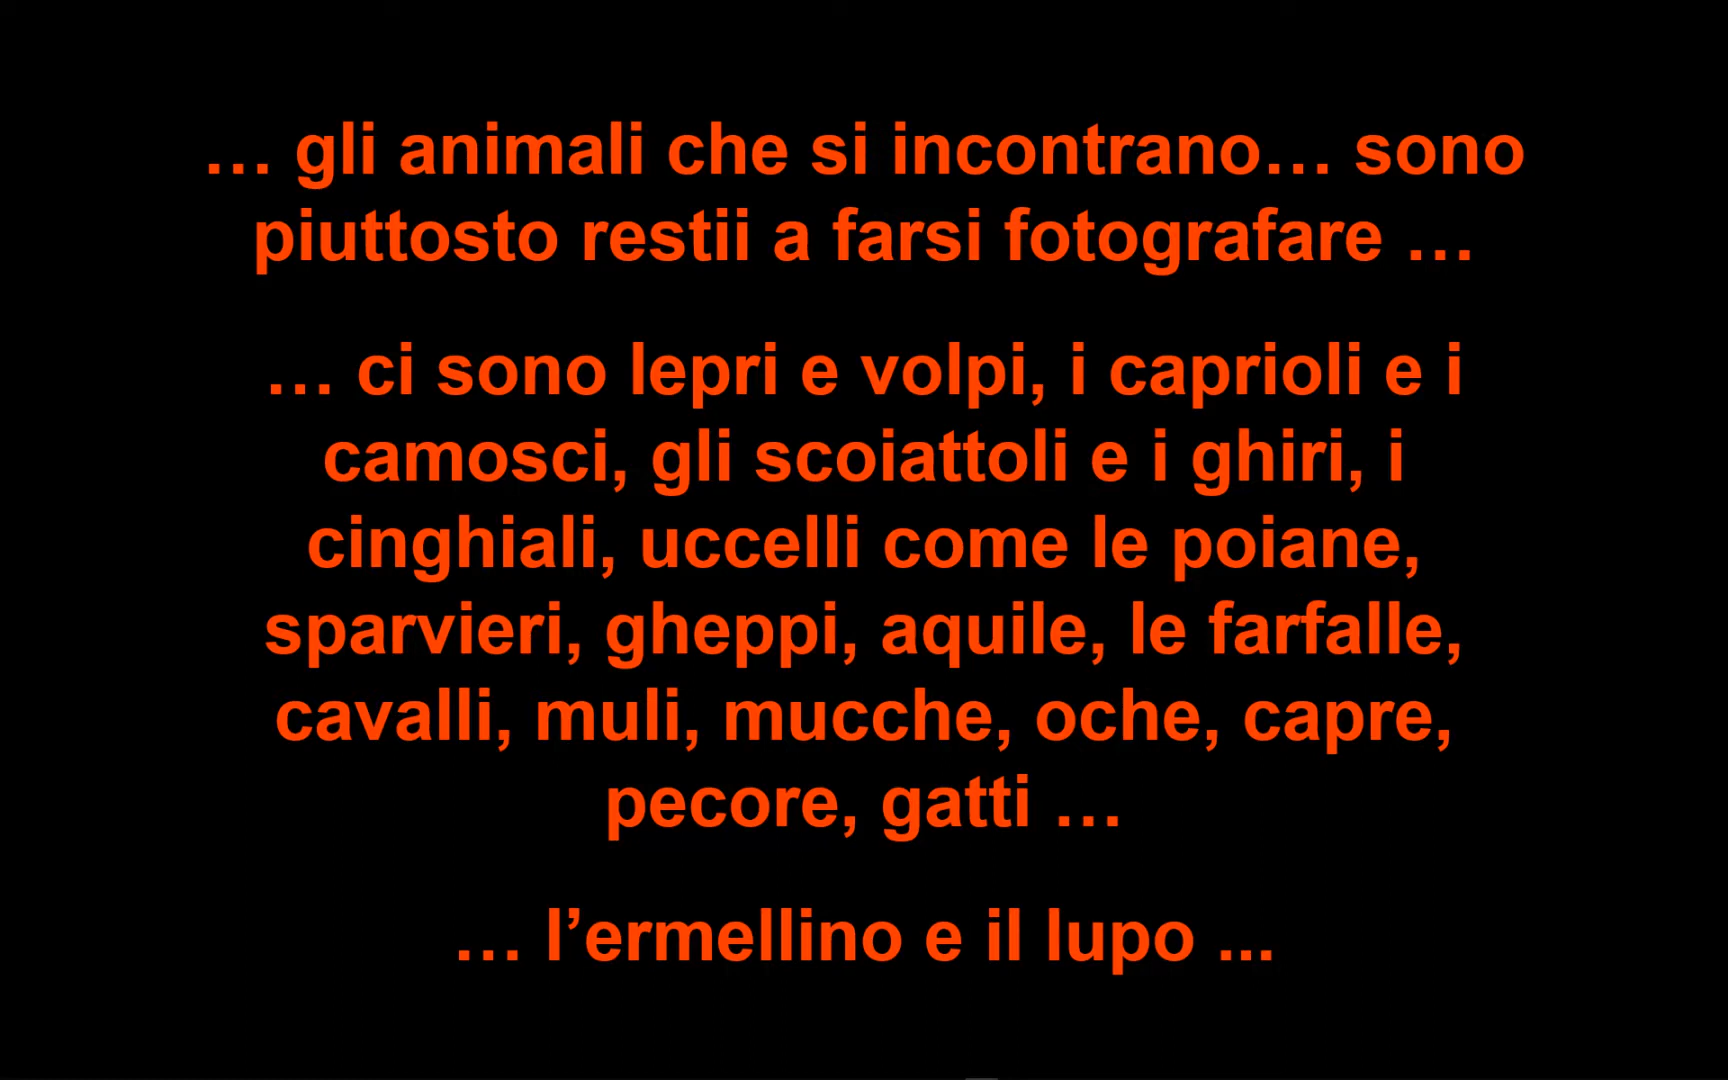 … gli animali che si incontrano… sono
piuttosto restii a farsi fotografare …
… ci sono lepri e volpi, i caprioli e i
camosci, gli scoiattoli e i ghiri, i
cinghiali, uccelli come le poiane,
sparvieri, gheppi, aquile, le farfalle,
cavalli, muli, mucche, oche, capre,
pecore, gatti …
… l’ermellino e il lupo ...